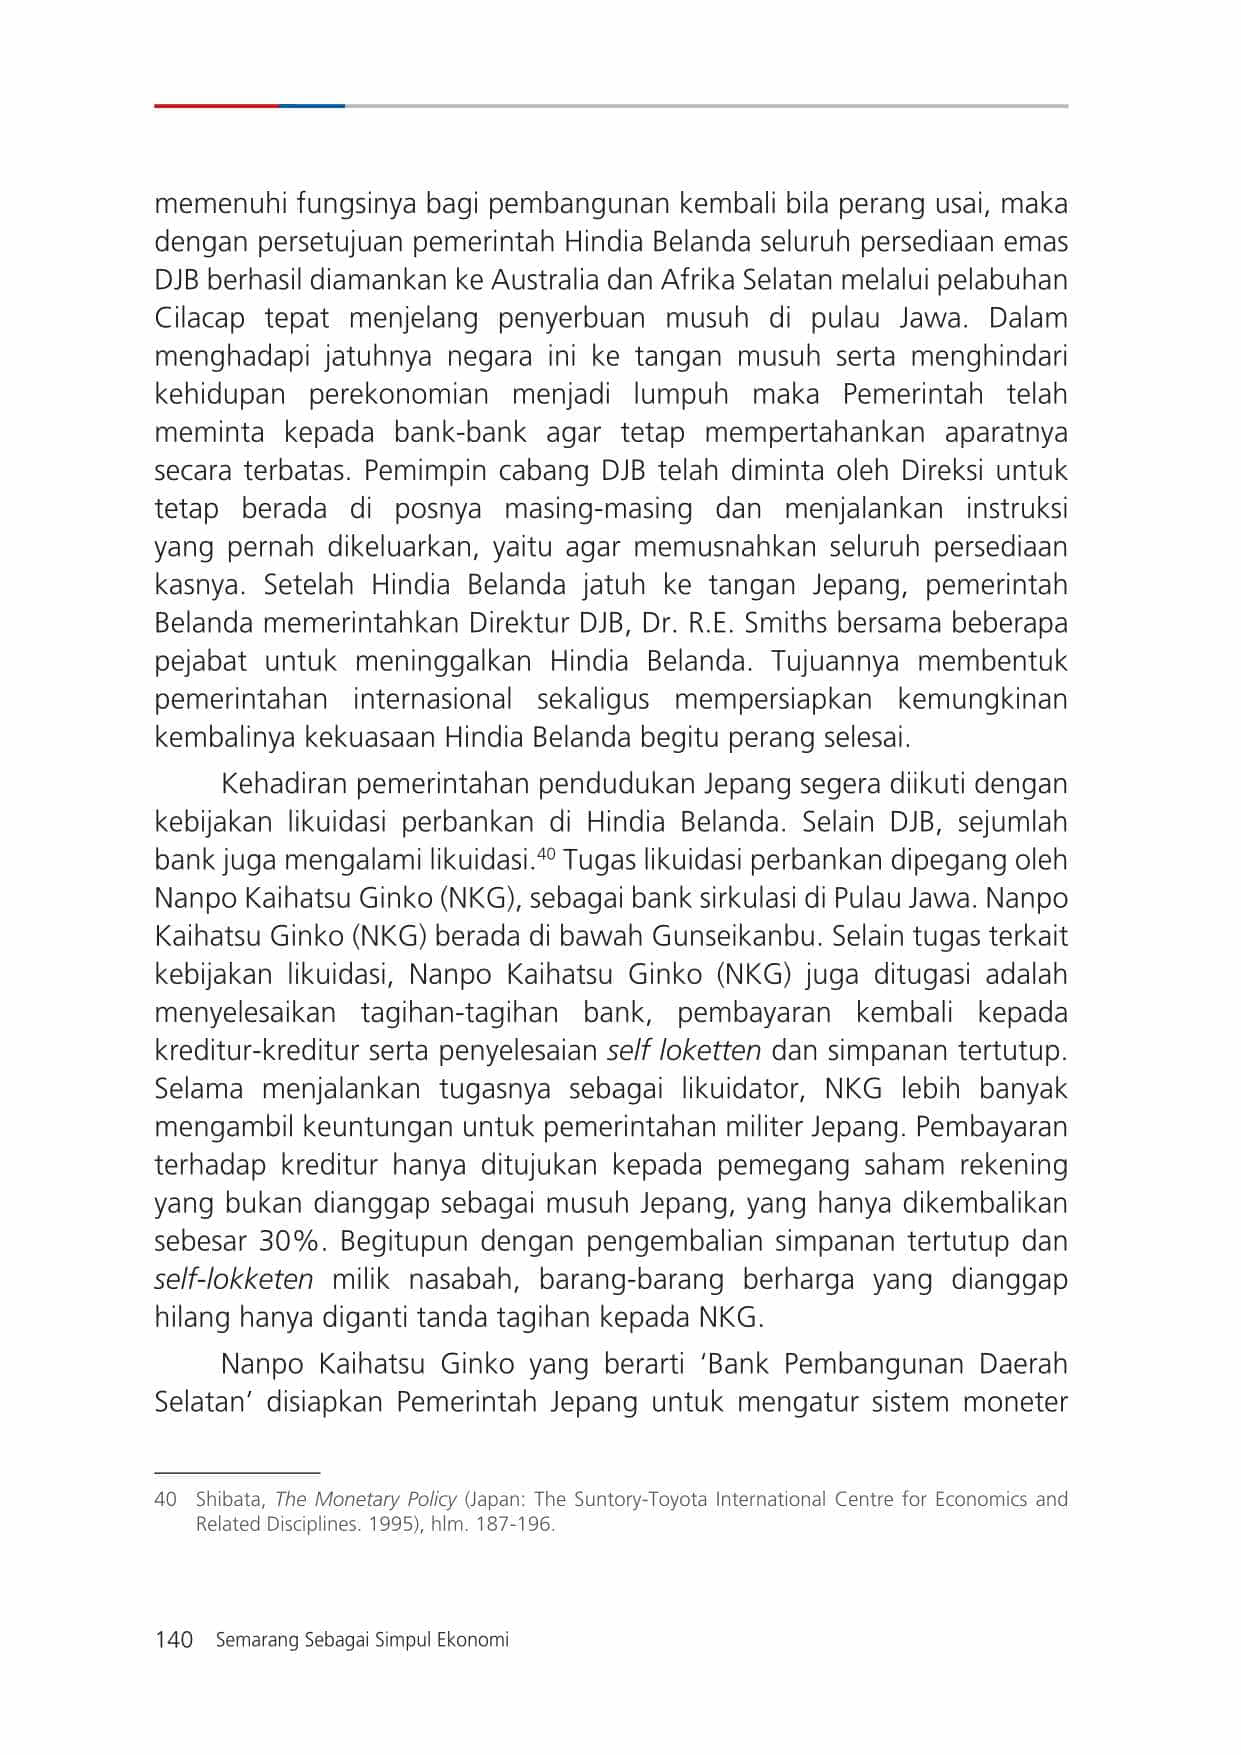 memenuhi fungsinya bagi pembangunan kembali bila perang usai, maka
dengan persetujuan pemerintah Hindia Belanda seluruh persediaan emas
DJB berhasil diamankan ke Australia dan Afrika Selatan melalui pelabuhan
Cilacap tepat menjelang penyerbuan musuh di pulau Jawa. Dalam
menghadapi jatuhnya negara ini ke tangan musuh serta menghindari
kehidupan perekonomian menjadi lumpuh maka Pemerintah telah
meminta kepada bank-bank agar tetap mempertahankan aparatnya
secara terbatas. Pemimpin cabang DJB telah diminta oleh Direksi untuk
tetap berada di posnya masing-masing dan menjalankan instruksi
yang pernah dikeluarkan, yaitu agar memusnahkan seluruh persediaan
kasnya. Setelah Hindia Belanda jatuh ke tangan Jepang, pemerintah
Belanda memerintahkan Direktur DJB, Dr. R.E. Smiths bersama beberapa
pejabat untuk meninggalkan Hindia Belanda. Tujuannya membentuk
pemerintahan internasional sekaligus mempersiapkan kemungkinan
kembalinya kekuasaan Hindia Belanda begitu perang selesai.
Kehadiran pemerintahan pendudukan Jepang segera diikuti dengan
kebijakan likuidasi perbankan di Hindia Belanda. Selain DJB, sejumlah
bank juga mengalami likuidasi.40 Tugas likuidasi perbankan dipegang oleh
Nanpo Kaihatsu Ginko (NKG), sebagai bank sirkulasi di Pulau Jawa. Nanpo
Kaihatsu Ginko (NKG) berada di bawah Gunseikanbu. Selain tugas terkait
kebijakan likuidasi, Nanpo Kaihatsu Ginko (NKG) juga ditugasi adalah
menyelesaikan tagihan-tagihan bank, pembayaran kembali kepada
kreditur-kreditur serta penyelesaian self loketten dan simpanan tertutup.
Selama menjalankan tugasnya sebagai likuidator, NKG lebih banyak
mengambil keuntungan untuk pemerintahan militer Jepang. Pembayaran
terhadap kreditur hanya ditujukan kepada pemegang saham rekening
yang bukan dianggap sebagai musuh Jepang, yang hanya dikembalikan
sebesar 30%. Begitupun dengan pengembalian simpanan tertutup dan
self-lokketen milik nasabah, barang-barang berharga yang dianggap
hilang hanya diganti tanda tagihan kepada NKG.
Nanpo Kaihatsu Ginko yang berarti ‘Bank Pembangunan Daerah
Selatan’ disiapkan Pemerintah Jepang untuk mengatur sistem moneter
40 Shibata, The Monetary Policy (Japan: The Suntory-Toyota International Centre for Economics and
Related Disciplines. 1995), hlm. 187-196.
140 Semarang Sebagai Simpul Ekonomi